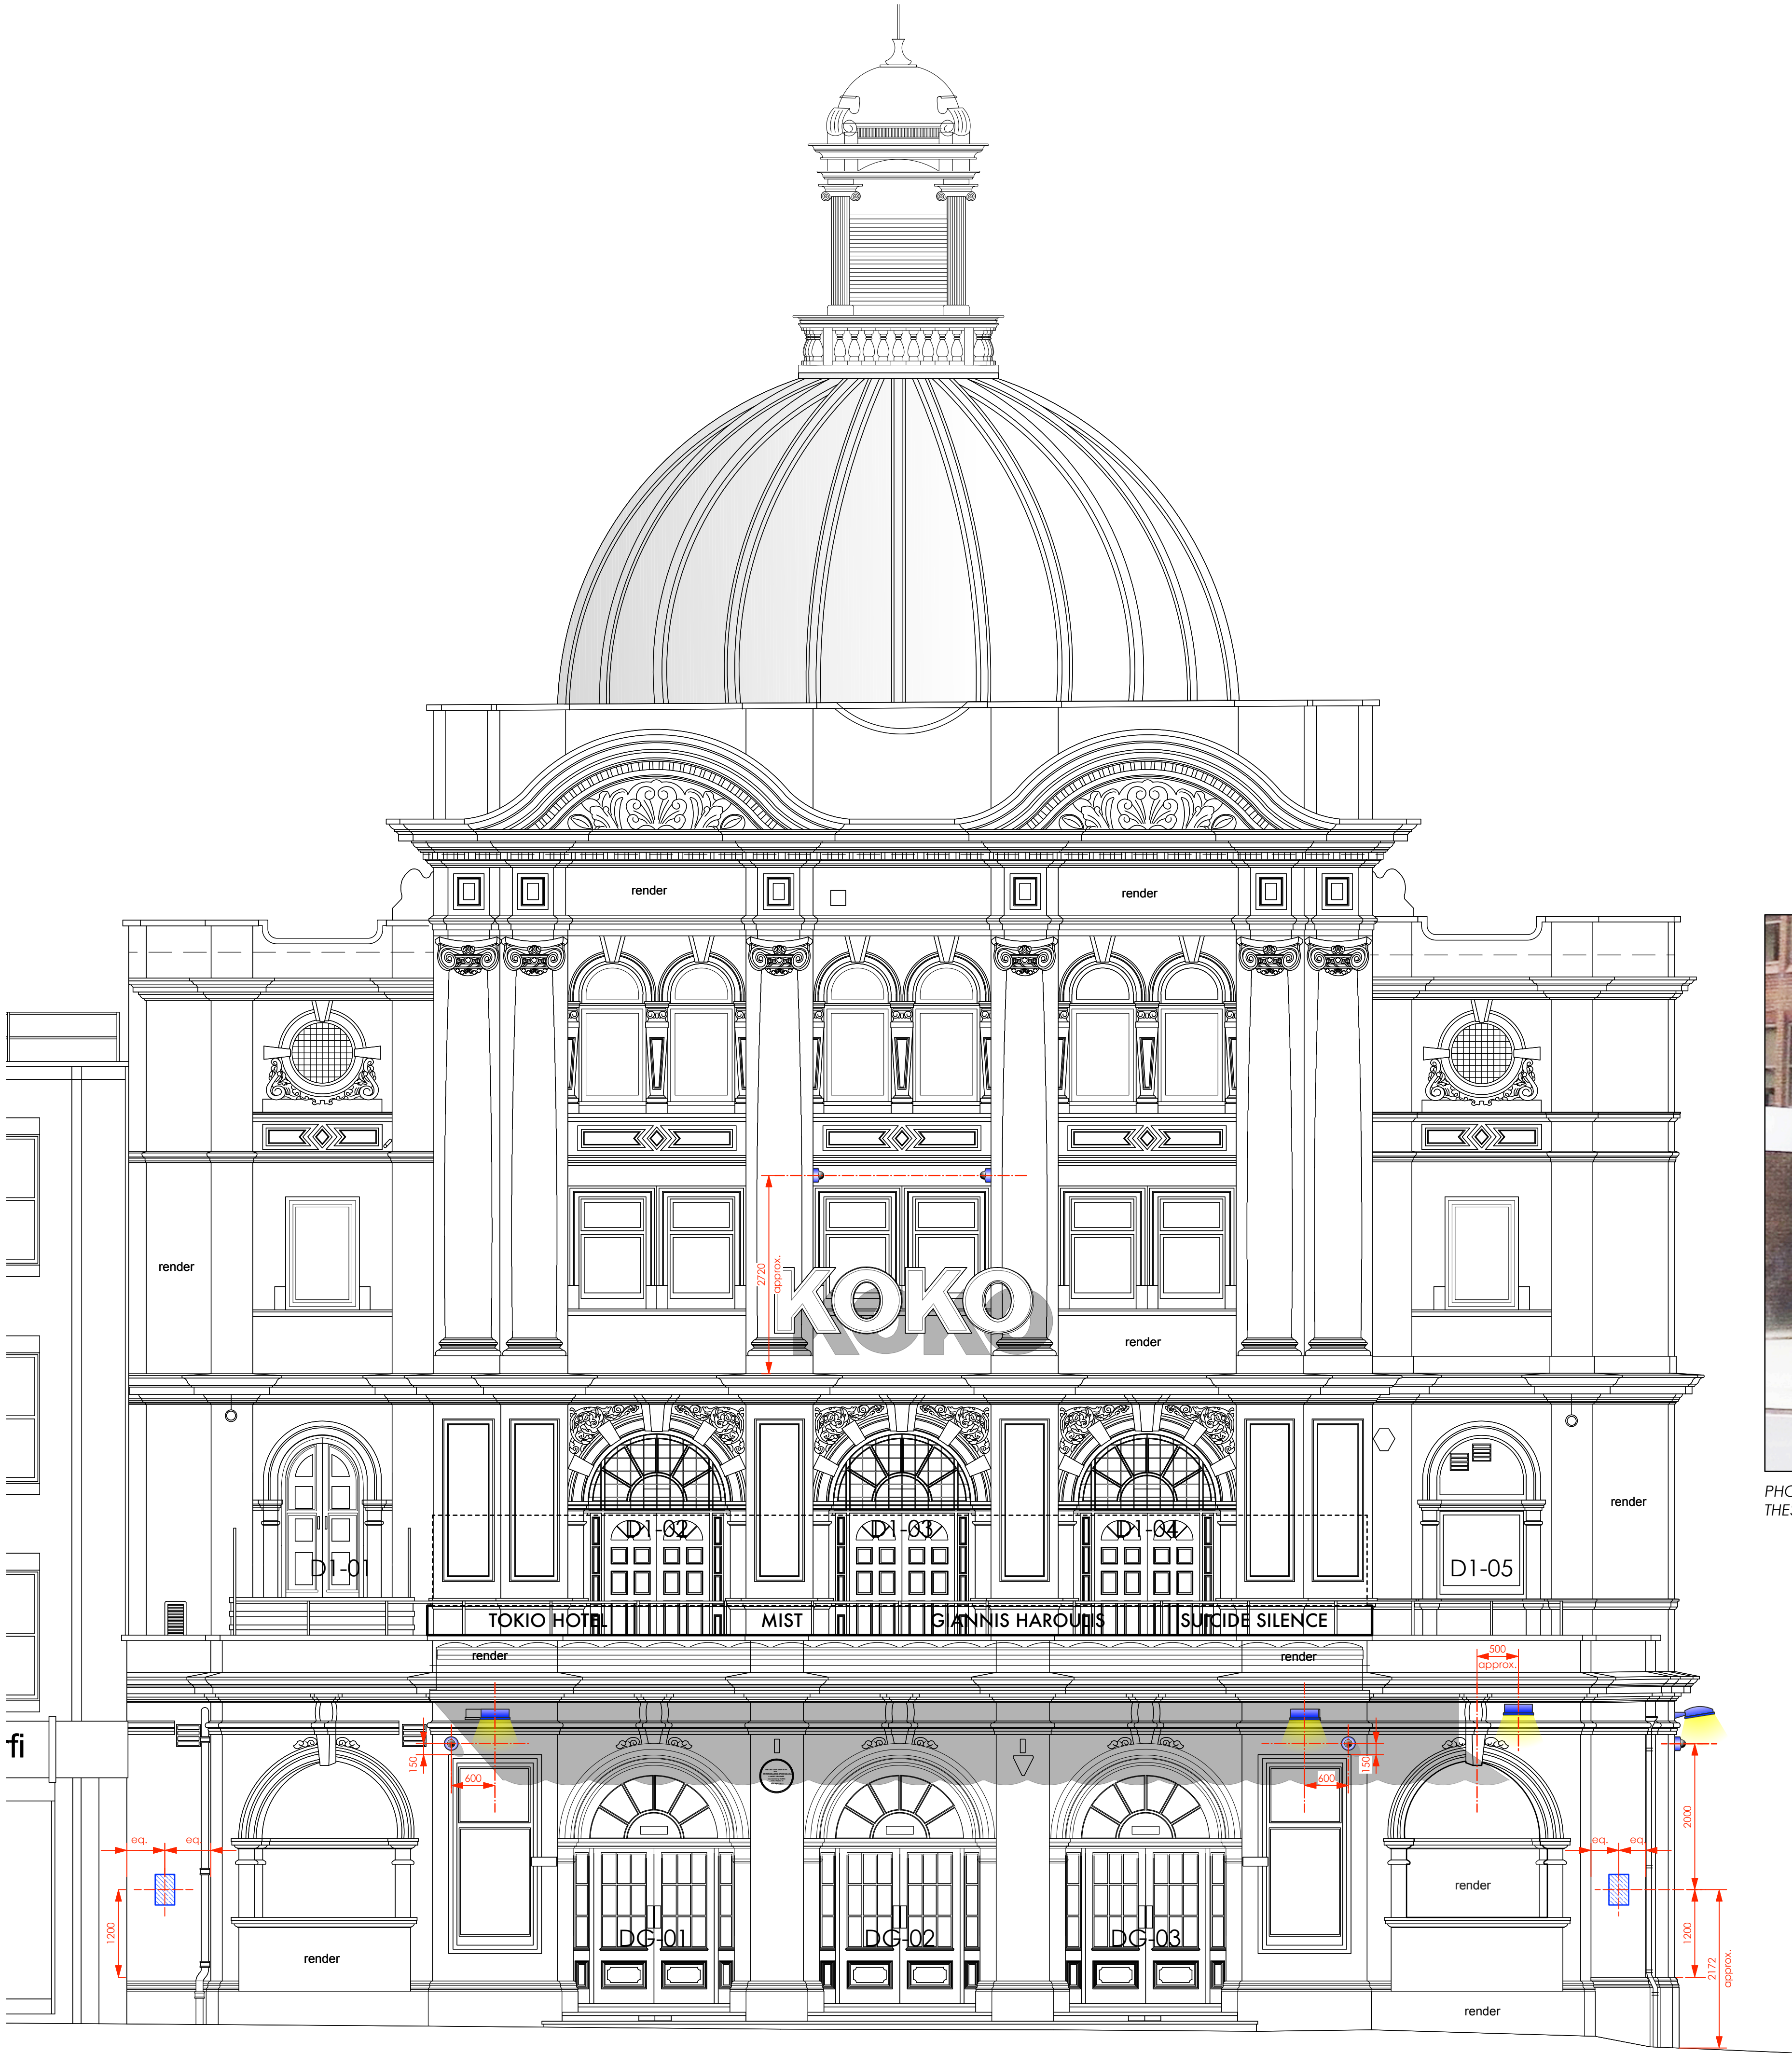 render
render
2720
approx.
KOKO
render
render
render
D1-02
D1-03
D1-04
D1-01
D1-05
TOKIO HOTEL
MIST
GIANNIS HAROULIS
SUICIDE SILENCE
render
render
500
approx.
fi
150
600
600
150
2000
eq.
eq.
eq.
eq.
render
1200
1200
DG-01
DG-02
DG-03
render
2172
approx.
render